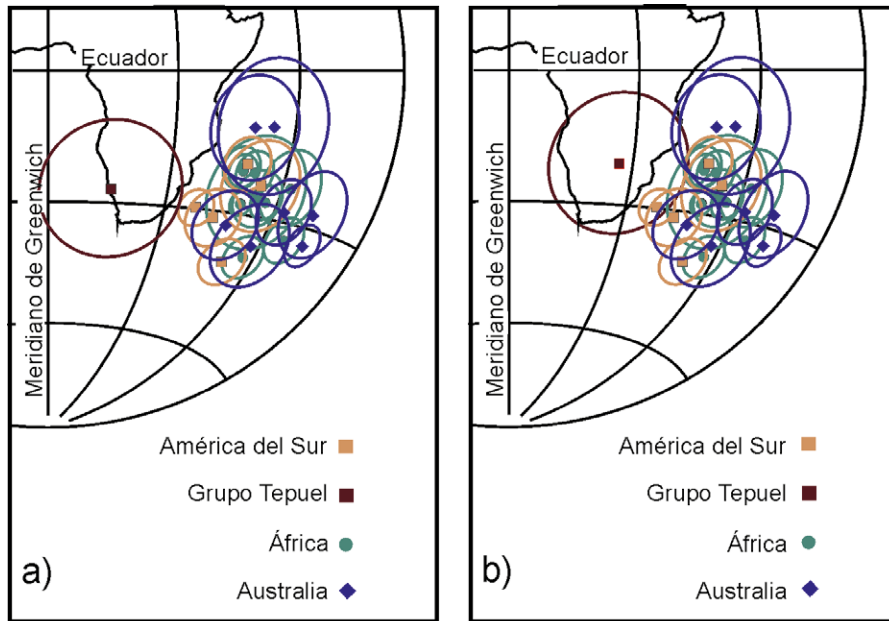 Ecuador
Meridiano de Greenwich
América del Sur
Grupo Tepuel
África
Australia
a)
Ecuador
Meridiano de Greenwich
América del Sur
Grupo Tepuel
África
Australia
b)